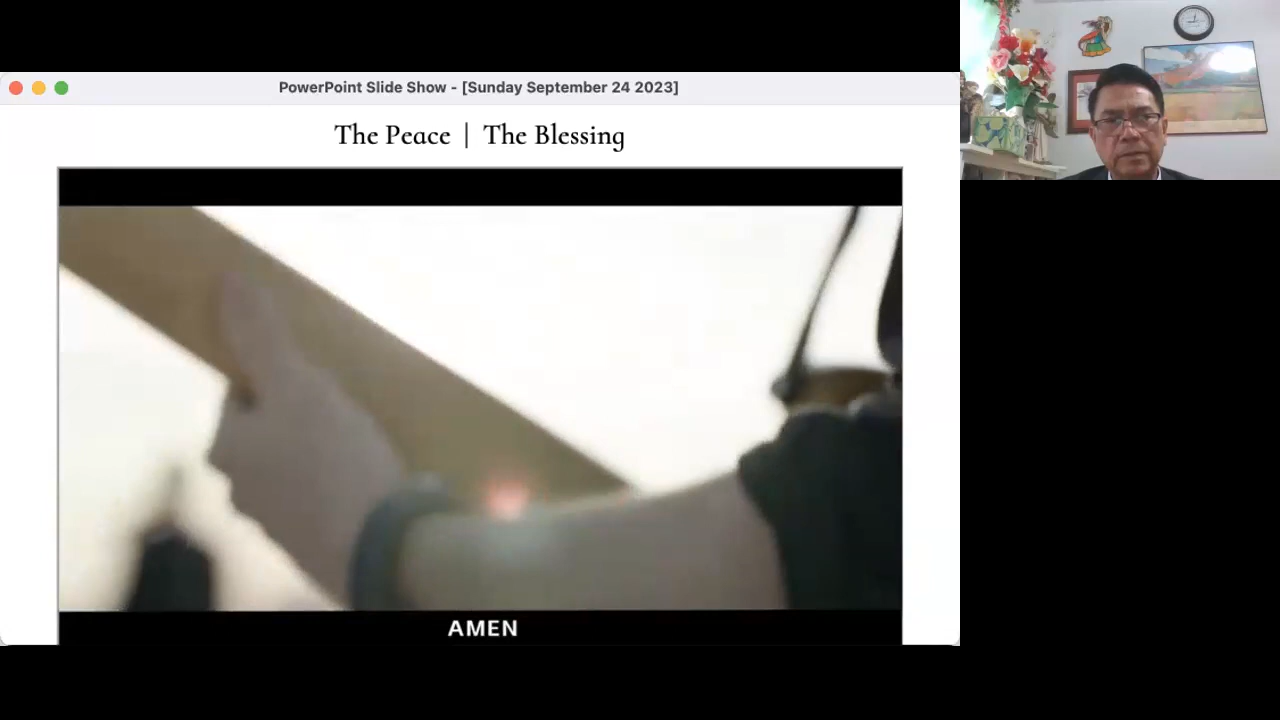 PowerPoint Slide Show - [Sunday September 24 2023]
The Peace | The Blessing
AMEN